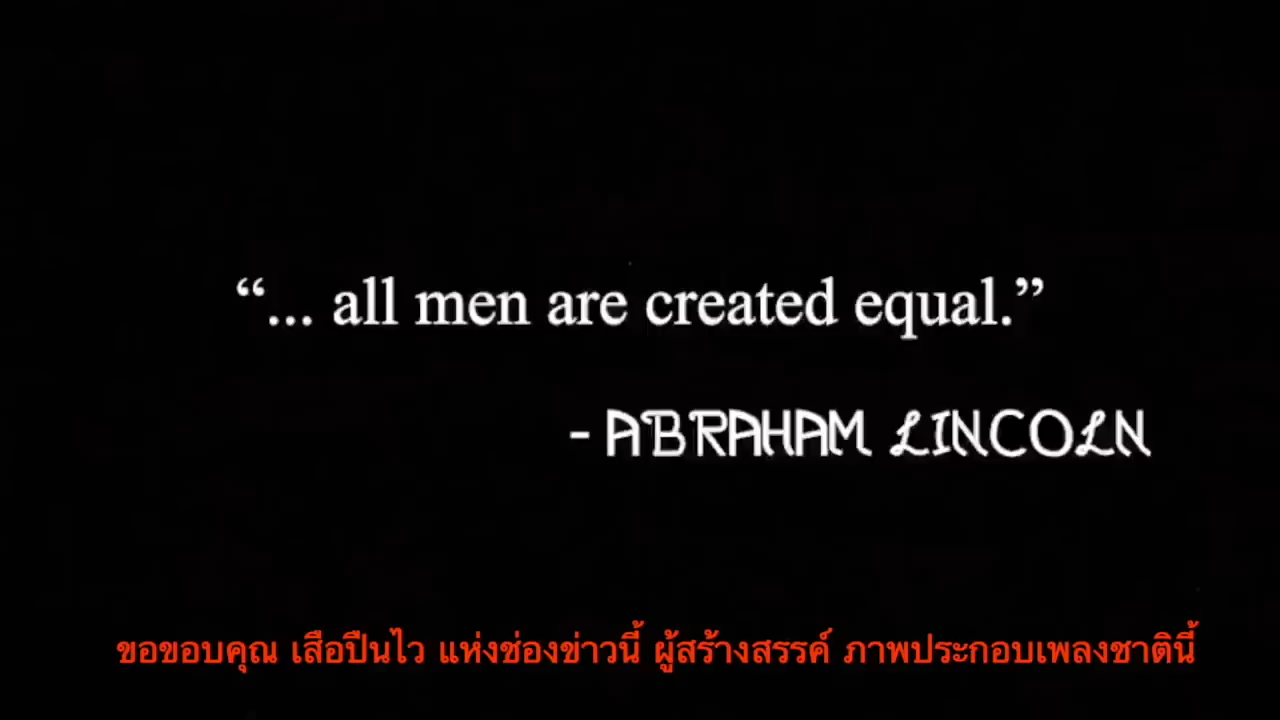 “... all men are created equal.”
- ABRAHAM LINCOLN
ขอขอบคุณ เสือปืนไว แห่งช่องข่าวนี้ ผู้สร้างสรรค์ ภาพประกอบเพลงชาตินี้